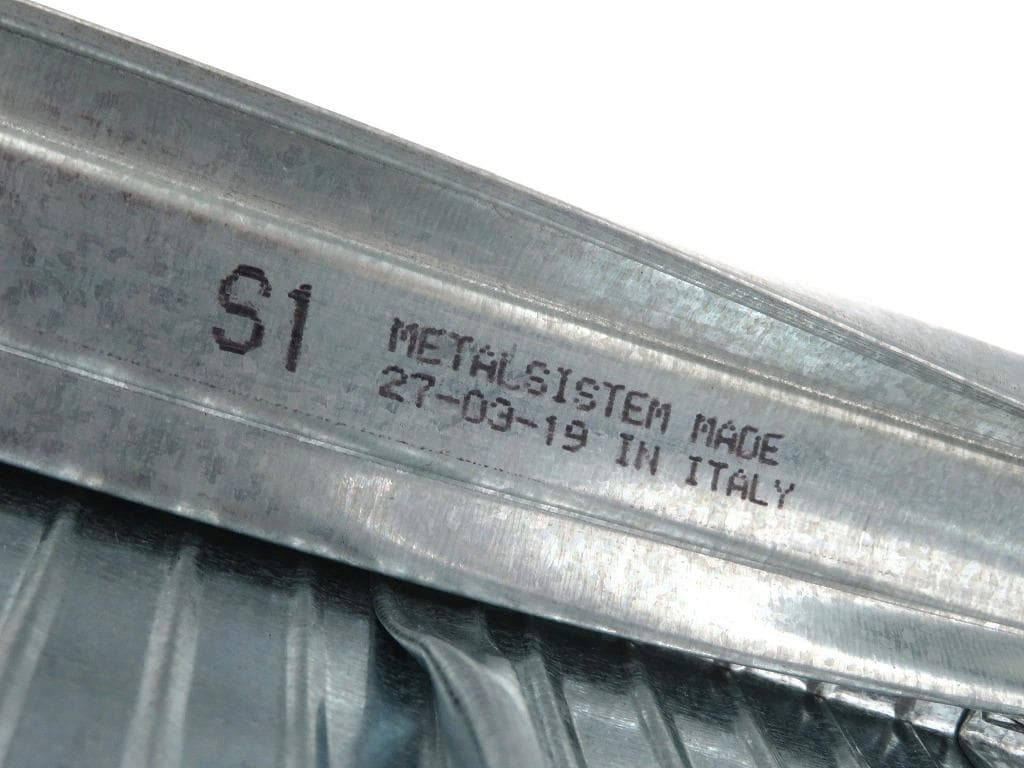 S1
METALSISTEM MADE
27-03-19 IN ITALY